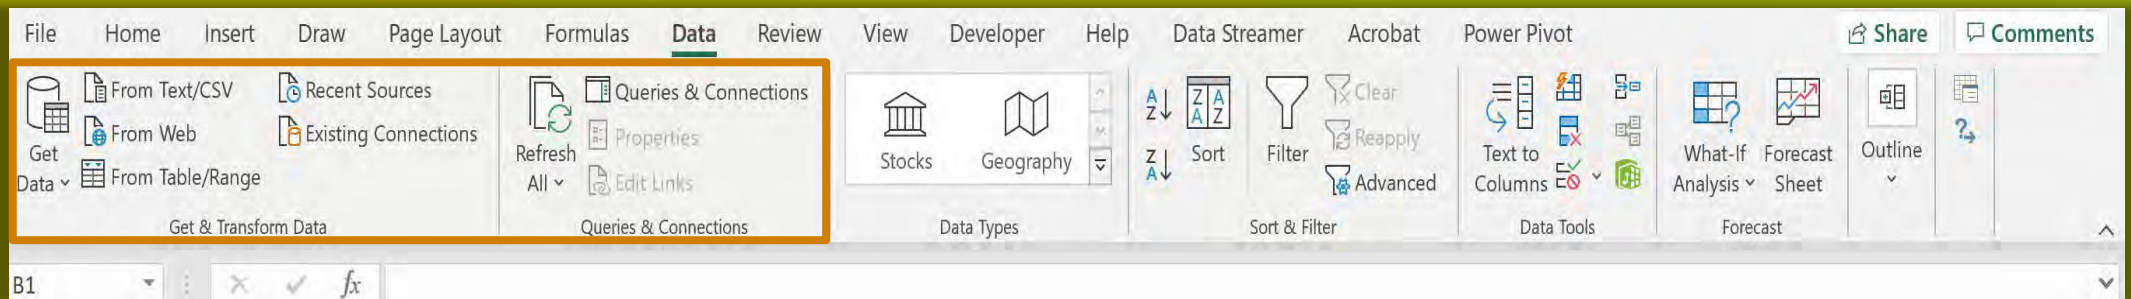 File Home Insert Draw Page Layout Formulas Data Review View Developer Help Data Streamer Acrobat Power Pivot Share Comments
Get Data
From Text/CSV
From Web
From Table/Range
Recent Sources
Existing Connections
Get & Transform Data
Refresh All
Queries & Connections
Properties
Edit Links
Queries & Connections
Stocks
Geography
Data Types
A Z
Z A
Z A A Z
Sort
Filter
Clear
Reapply
Advanced
Sort & Filter
Text to Columns
Data Tools
What-If Analysis
Forecast Sheet
Forecast
Outline
B1
fx